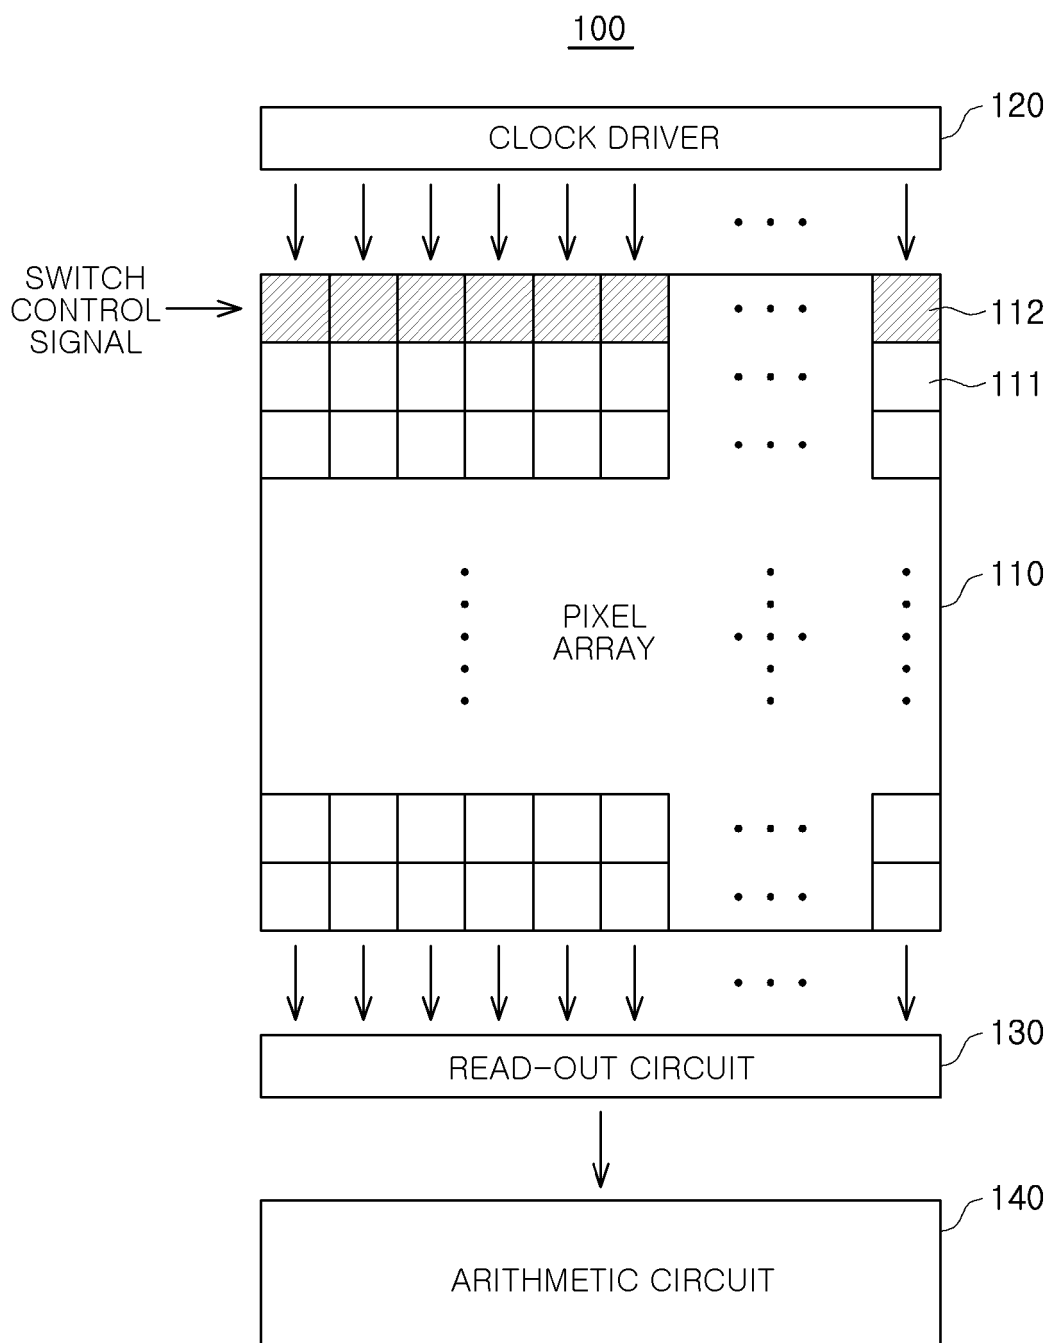 100
120
CLOCK DRIVER
SWITCH
CONTROL
SIGNAL
112
111
110
PIXEL
ARRAY
130
READ-OUT CIRCUIT
140
ARITHMETIC CIRCUIT